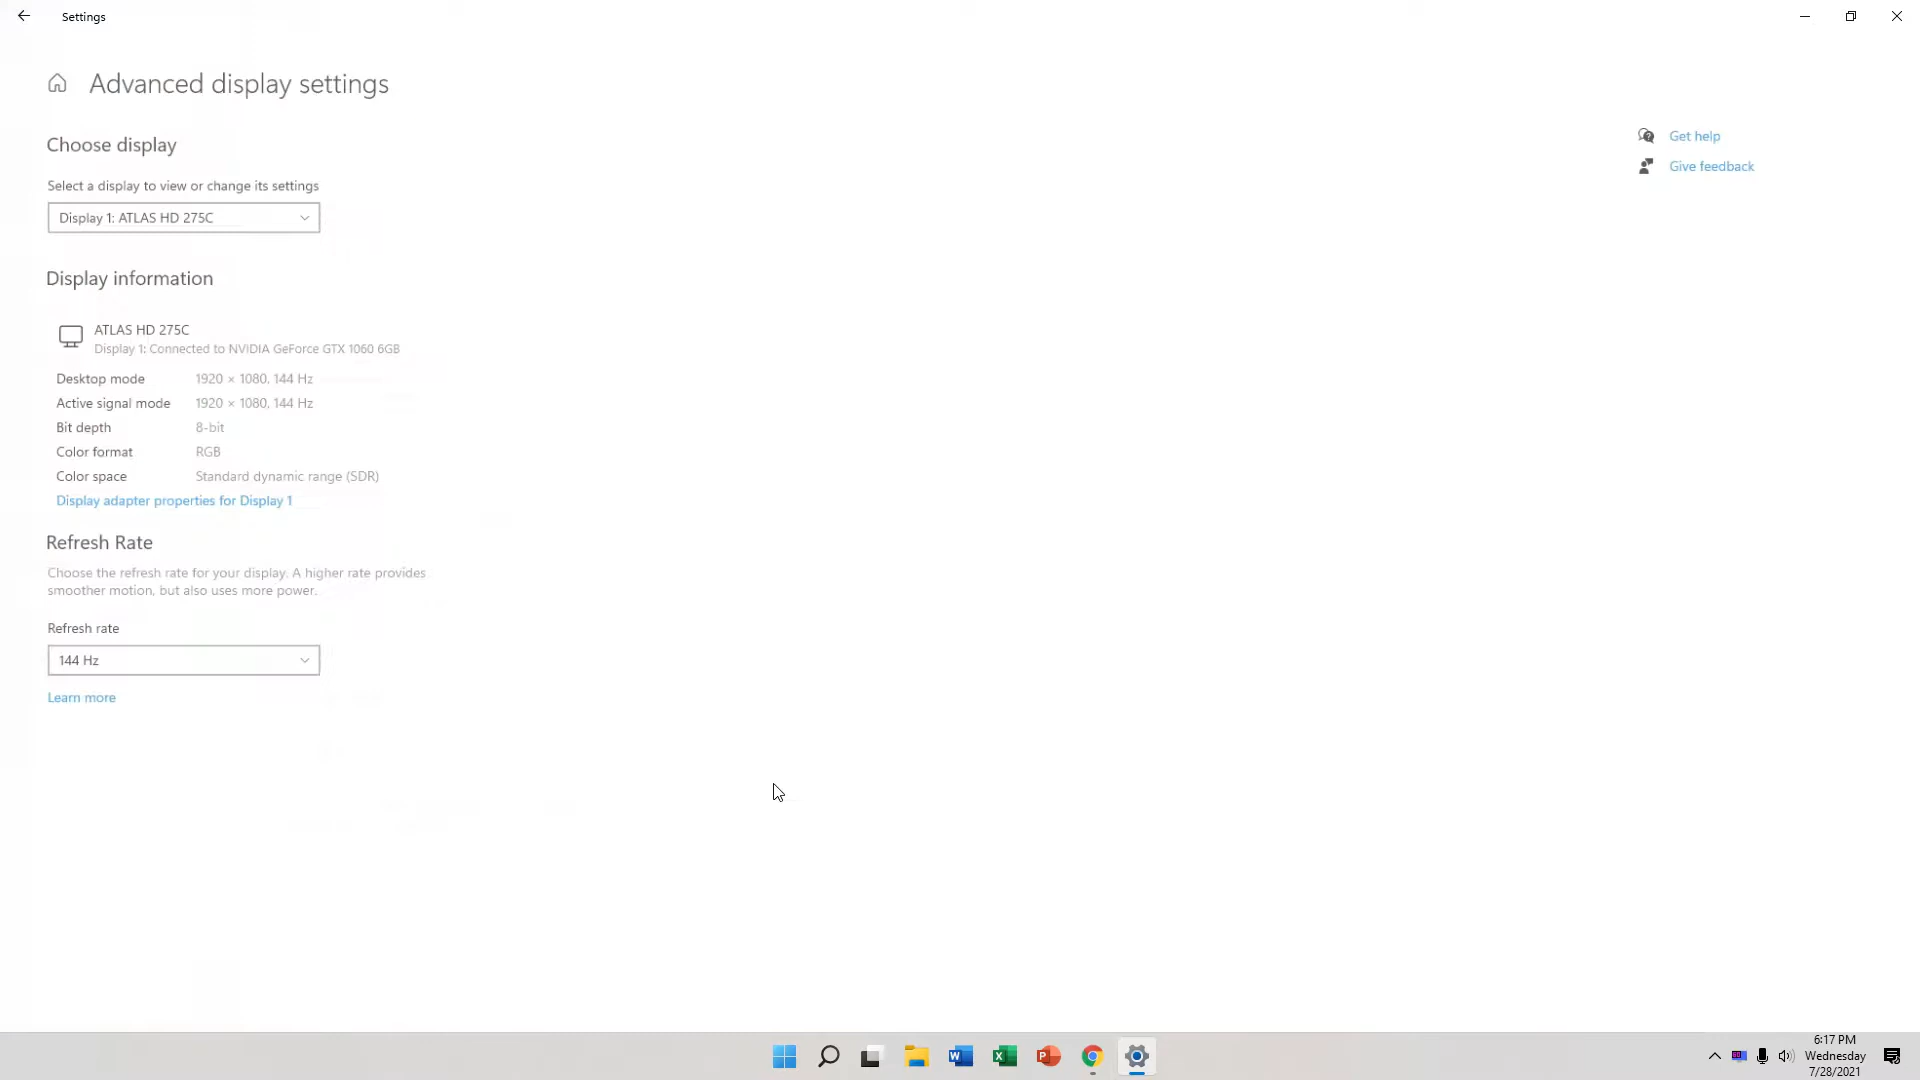 Settings
Advanced display settings
Choose display
Get help
Give feedback
Select a display to view or change its settings
Display 1: ATLAS HD 275C
Display information
ATLAS HD 275C
Display 1: Connected to NVIDIA GeForce GTX 1060 6GB
Desktop mode 1920 × 1080, 144 Hz
Active signal mode 1920 × 1080, 144 Hz
Bit depth 8-bit
Color format RGB
Color space Standard dynamic range (SDR)
Display adapter properties for Display 1
Refresh Rate
Choose the refresh rate for your display. A higher rate provides
smoother motion, but also uses more power.
Refresh rate
144 Hz
Learn more
6:17 PM
Wednesday
7/28/2021